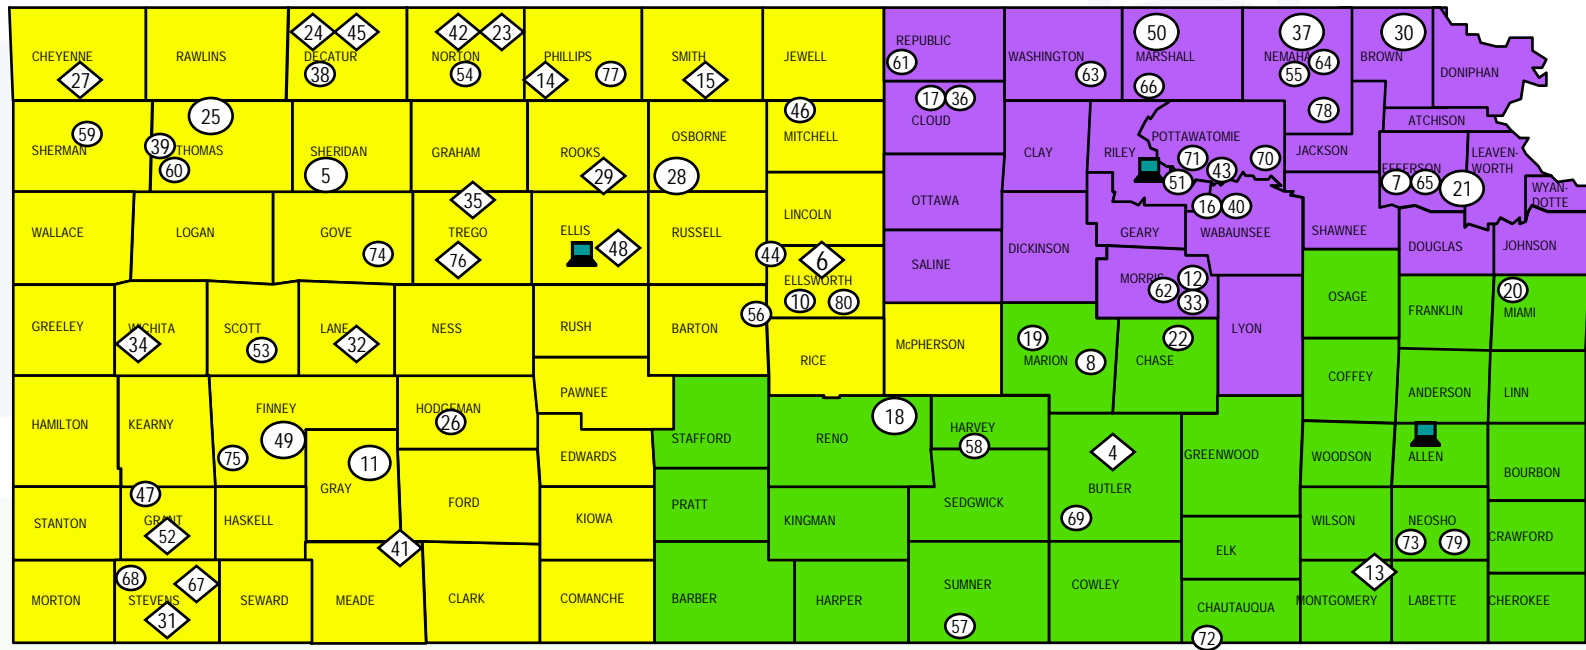 24 45 42 23 50 37 30
CHEYENNE RAWLINS DECATUR NORTON PHILLIPS SMITH JEWELL REPUBLIC WASHINGTON MARSHALL NEMAHA BROWN DONIPHAN
27 38 54 14 77 15 61 63 66 55 64
59 25 39 60 5 29 28 46 17 36 78
SHERMAN THOMAS SHERIDAN GRAHAM ROOKS OSBORNE MITCHELL CLOUD CLAY RILEY POTTAWATOMIE JACKSON ATCHISON
71 43 70 51 16 40 7 65 21
EFFERSON LEAVEN-
WORTH
WYAN-
DOTTE
35 76 74 48 44 6 10 80 12 62 33
WALLACE LOGAN GOVE TREGO ELLIS RUSSELL LINCOLN OTTAWA DICKINSON GEARY WABAUNSEE SHAWNEE DOUGLAS JOHNSON
ELLSWORTH SALINE MORRIS
34 53 32 56 19 8 22 20
GREELEY WICHITA SCOTT LANE NESS RUSH BARTON RICE McPHERSON MARION CHASE LYON OSAGE FRANKLIN MIAMI
COFFEY ANDERSON LINN
75 49 11 26 18 58 4 69
HAMILTON KEARNY FINNEY HODGEMAN PAWNEE STAFFORD RENO HARVEY BUTLER GREENWOOD WOODSON ALLEN BOURBON
GRAY EDWARDS SEDGWICK
47 52 41 73 79 13
STANTON GRANT HASKELL FORD KIOWA PRATT KINGMAN ELK WILSON NEOSHO CRAWFORD
68 67 31 57 72
MORTON STEVENS SEWARD MEADE CLARK COMANCHE BARBER HARPER SUMNER COWLEY CHAUTAUQUA MONTGOMERY LABETTE CHEROKEE